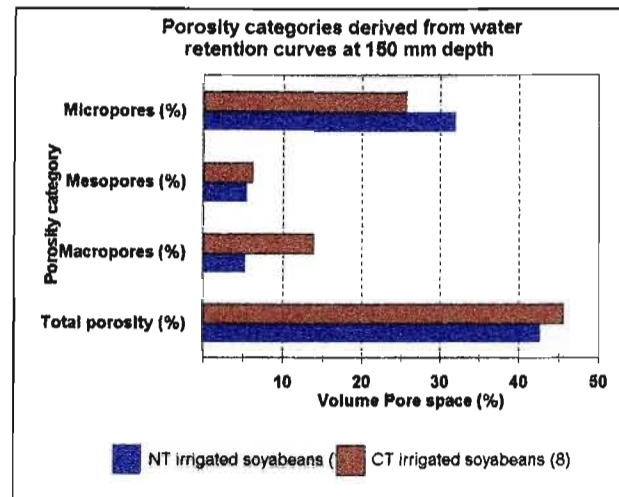 Porosity categories derived from water
retention curves at 150 mm depth
Porosity category
Micropores (%)
Mesopores (%)
Macropores (%)
Total porosity (%)
10 20 30 40 50
Volume Pore space (%)
NT irrigated soyabeans ( CT irrigated soyabeans (8)